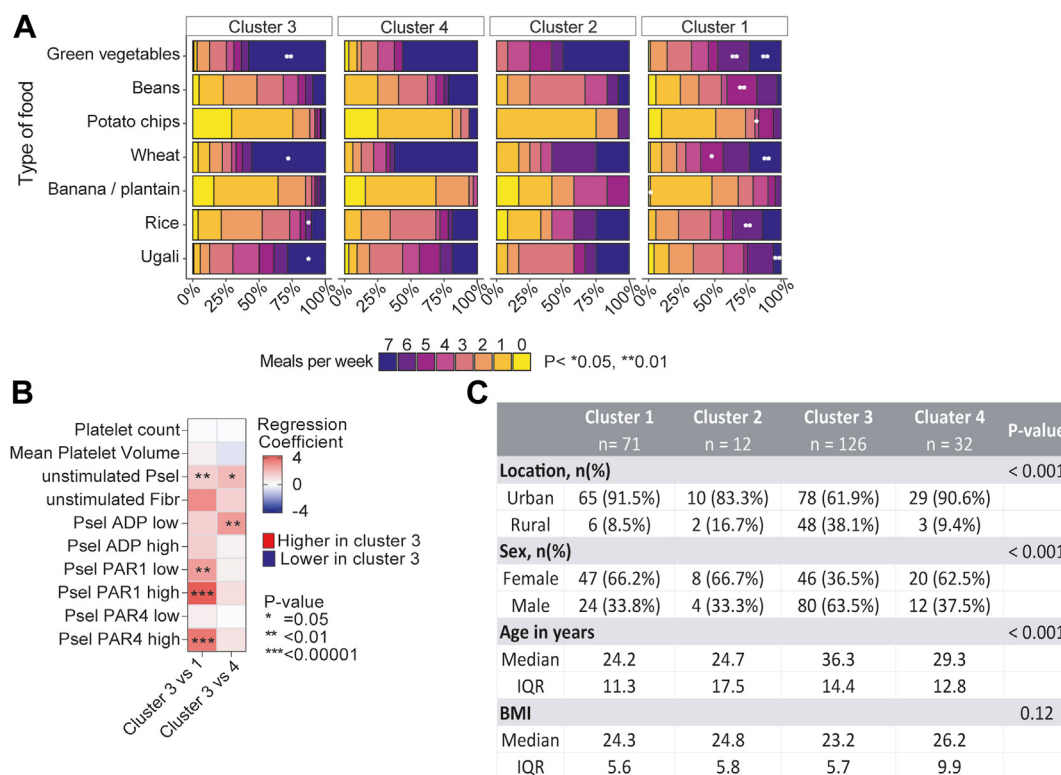 A
Cluster 3 Cluster 4 Cluster 2 Cluster 1
Type of food
Green vegetables ** ** **
Beans **
Potato chips *
Wheat * * **
Banana / plantain *
Rice * **
Ugali * **
0% 25% 50% 75% 100% 0% 25% 50% 75% 100% 0% 25% 50% 75% 100% 0% 25% 50% 75% 100%
7 6 5 4 3 2 1 0
Meals per week P< *0.05, **0.01
B
Platelet count
Mean Platelet Volume
unstimulated Psel ** *
unstimulated Fibr
Psel ADP low **
Psel ADP high
Psel PAR1 low **
Psel PAR1 high ***
Psel PAR4 low
Psel PAR4 high ***
Cluster 3 vs 1
Cluster 3 vs 4
Regression
Coefficient
4
0
-4
Higher in cluster 3
Lower in cluster 3
P-value
* =0.05
** <0.01
***<0.00001
C
Cluster 1 Cluster 2 Cluster 3 Cluater 4 P-value
n= 71 n = 12 n = 126 n = 32
Location, n(%) < 0.001
Urban 65 (91.5%) 10 (83.3%) 78 (61.9%) 29 (90.6%)
Rural 6 (8.5%) 2 (16.7%) 48 (38.1%) 3 (9.4%)
Sex, n(%) < 0.001
Female 47 (66.2%) 8 (66.7%) 46 (36.5%) 20 (62.5%)
Male 24 (33.8%) 4 (33.3%) 80 (63.5%) 12 (37.5%)
Age in years < 0.001
Median 24.2 24.7 36.3 29.3
IQR 11.3 17.5 14.4 12.8
BMI 0.12
Median 24.3 24.8 23.2 26.2
IQR 5.6 5.8 5.7 9.9